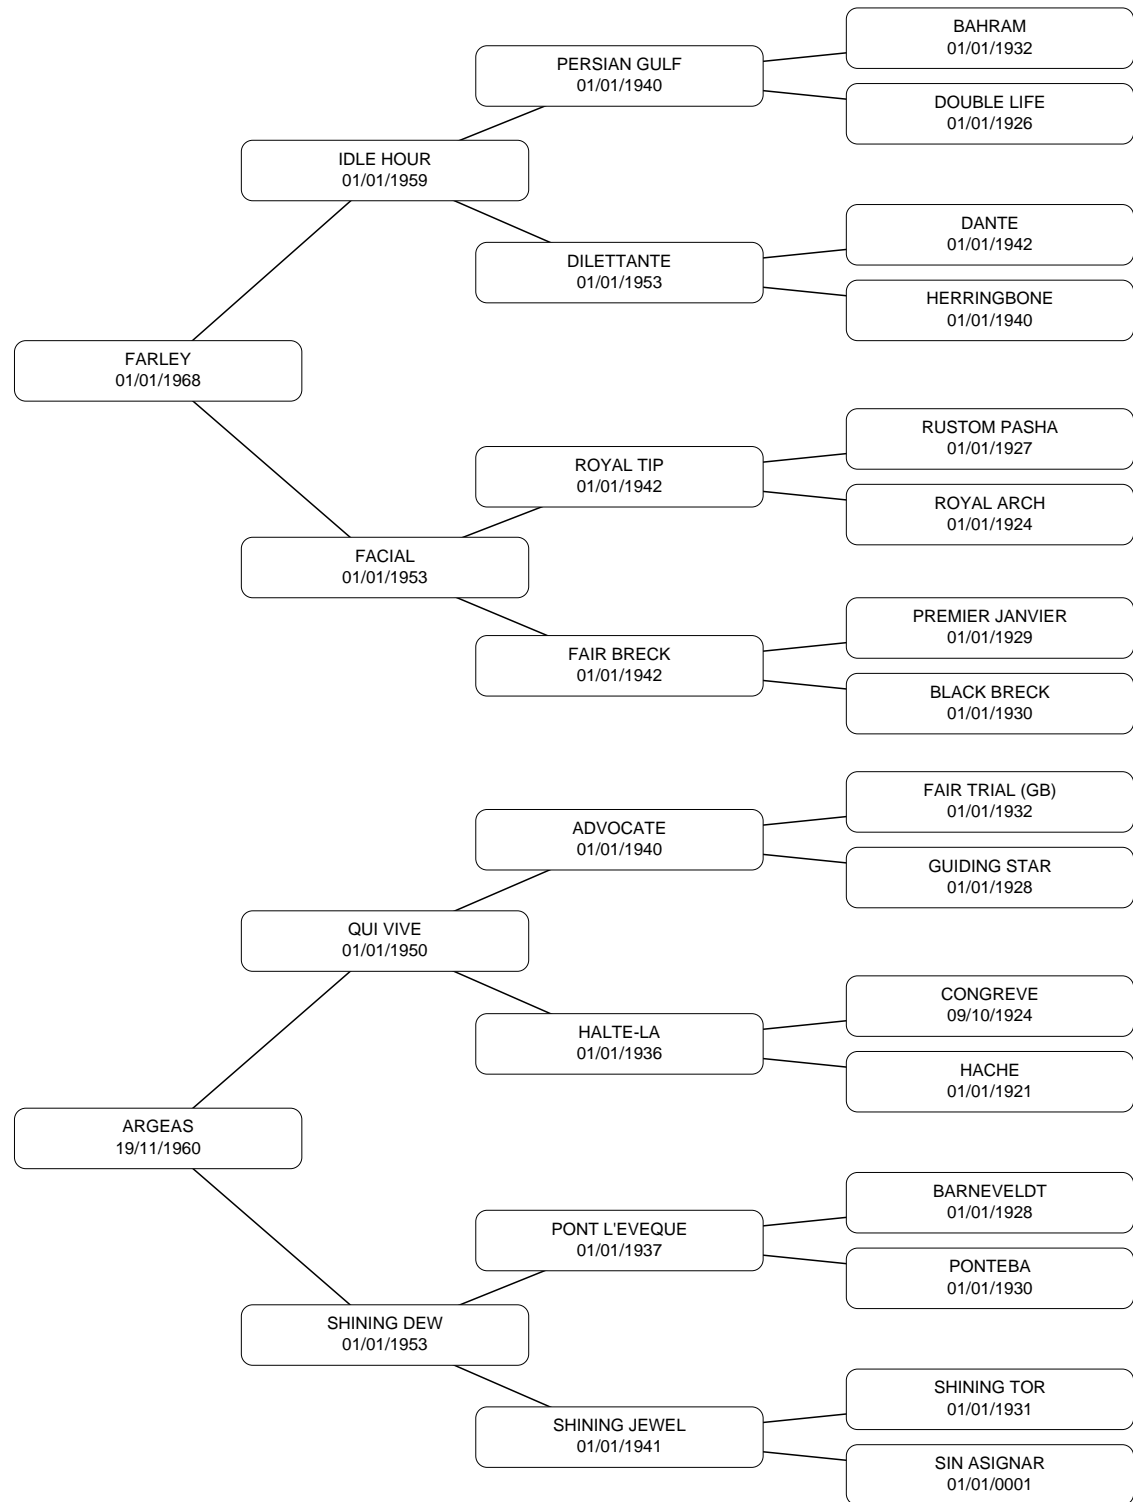 BAHRAM
01/01/1932
PERSIAN GULF
01/01/1940
DOUBLE LIFE
01/01/1926
IDLE HOUR
01/01/1959
DANTE
01/01/1942
DILETTANTE
01/01/1953
HERRINGBONE
01/01/1940
FARLEY
01/01/1968
RUSTOM PASHA
01/01/1927
ROYAL TIP
01/01/1942
ROYAL ARCH
01/01/1924
FACIAL
01/01/1953
PREMIER JANVIER
01/01/1929
FAIR BRECK
01/01/1942
BLACK BRECK
01/01/1930
FAIR TRIAL (GB)
01/01/1932
ADVOCATE
01/01/1940
GUIDING STAR
01/01/1928
QUI VIVE
01/01/1950
CONGREVE
09/10/1924
HALTE-LA
01/01/1936
HACHE
01/01/1921
ARGEAS
19/11/1960
BARNEVELDT
01/01/1928
PONT L'EVEQUE
01/01/1937
PONTEBA
01/01/1930
SHINING DEW
01/01/1953
SHINING TOR
01/01/1931
SHINING JEWEL
01/01/1941
SIN ASIGNAR
01/01/0001